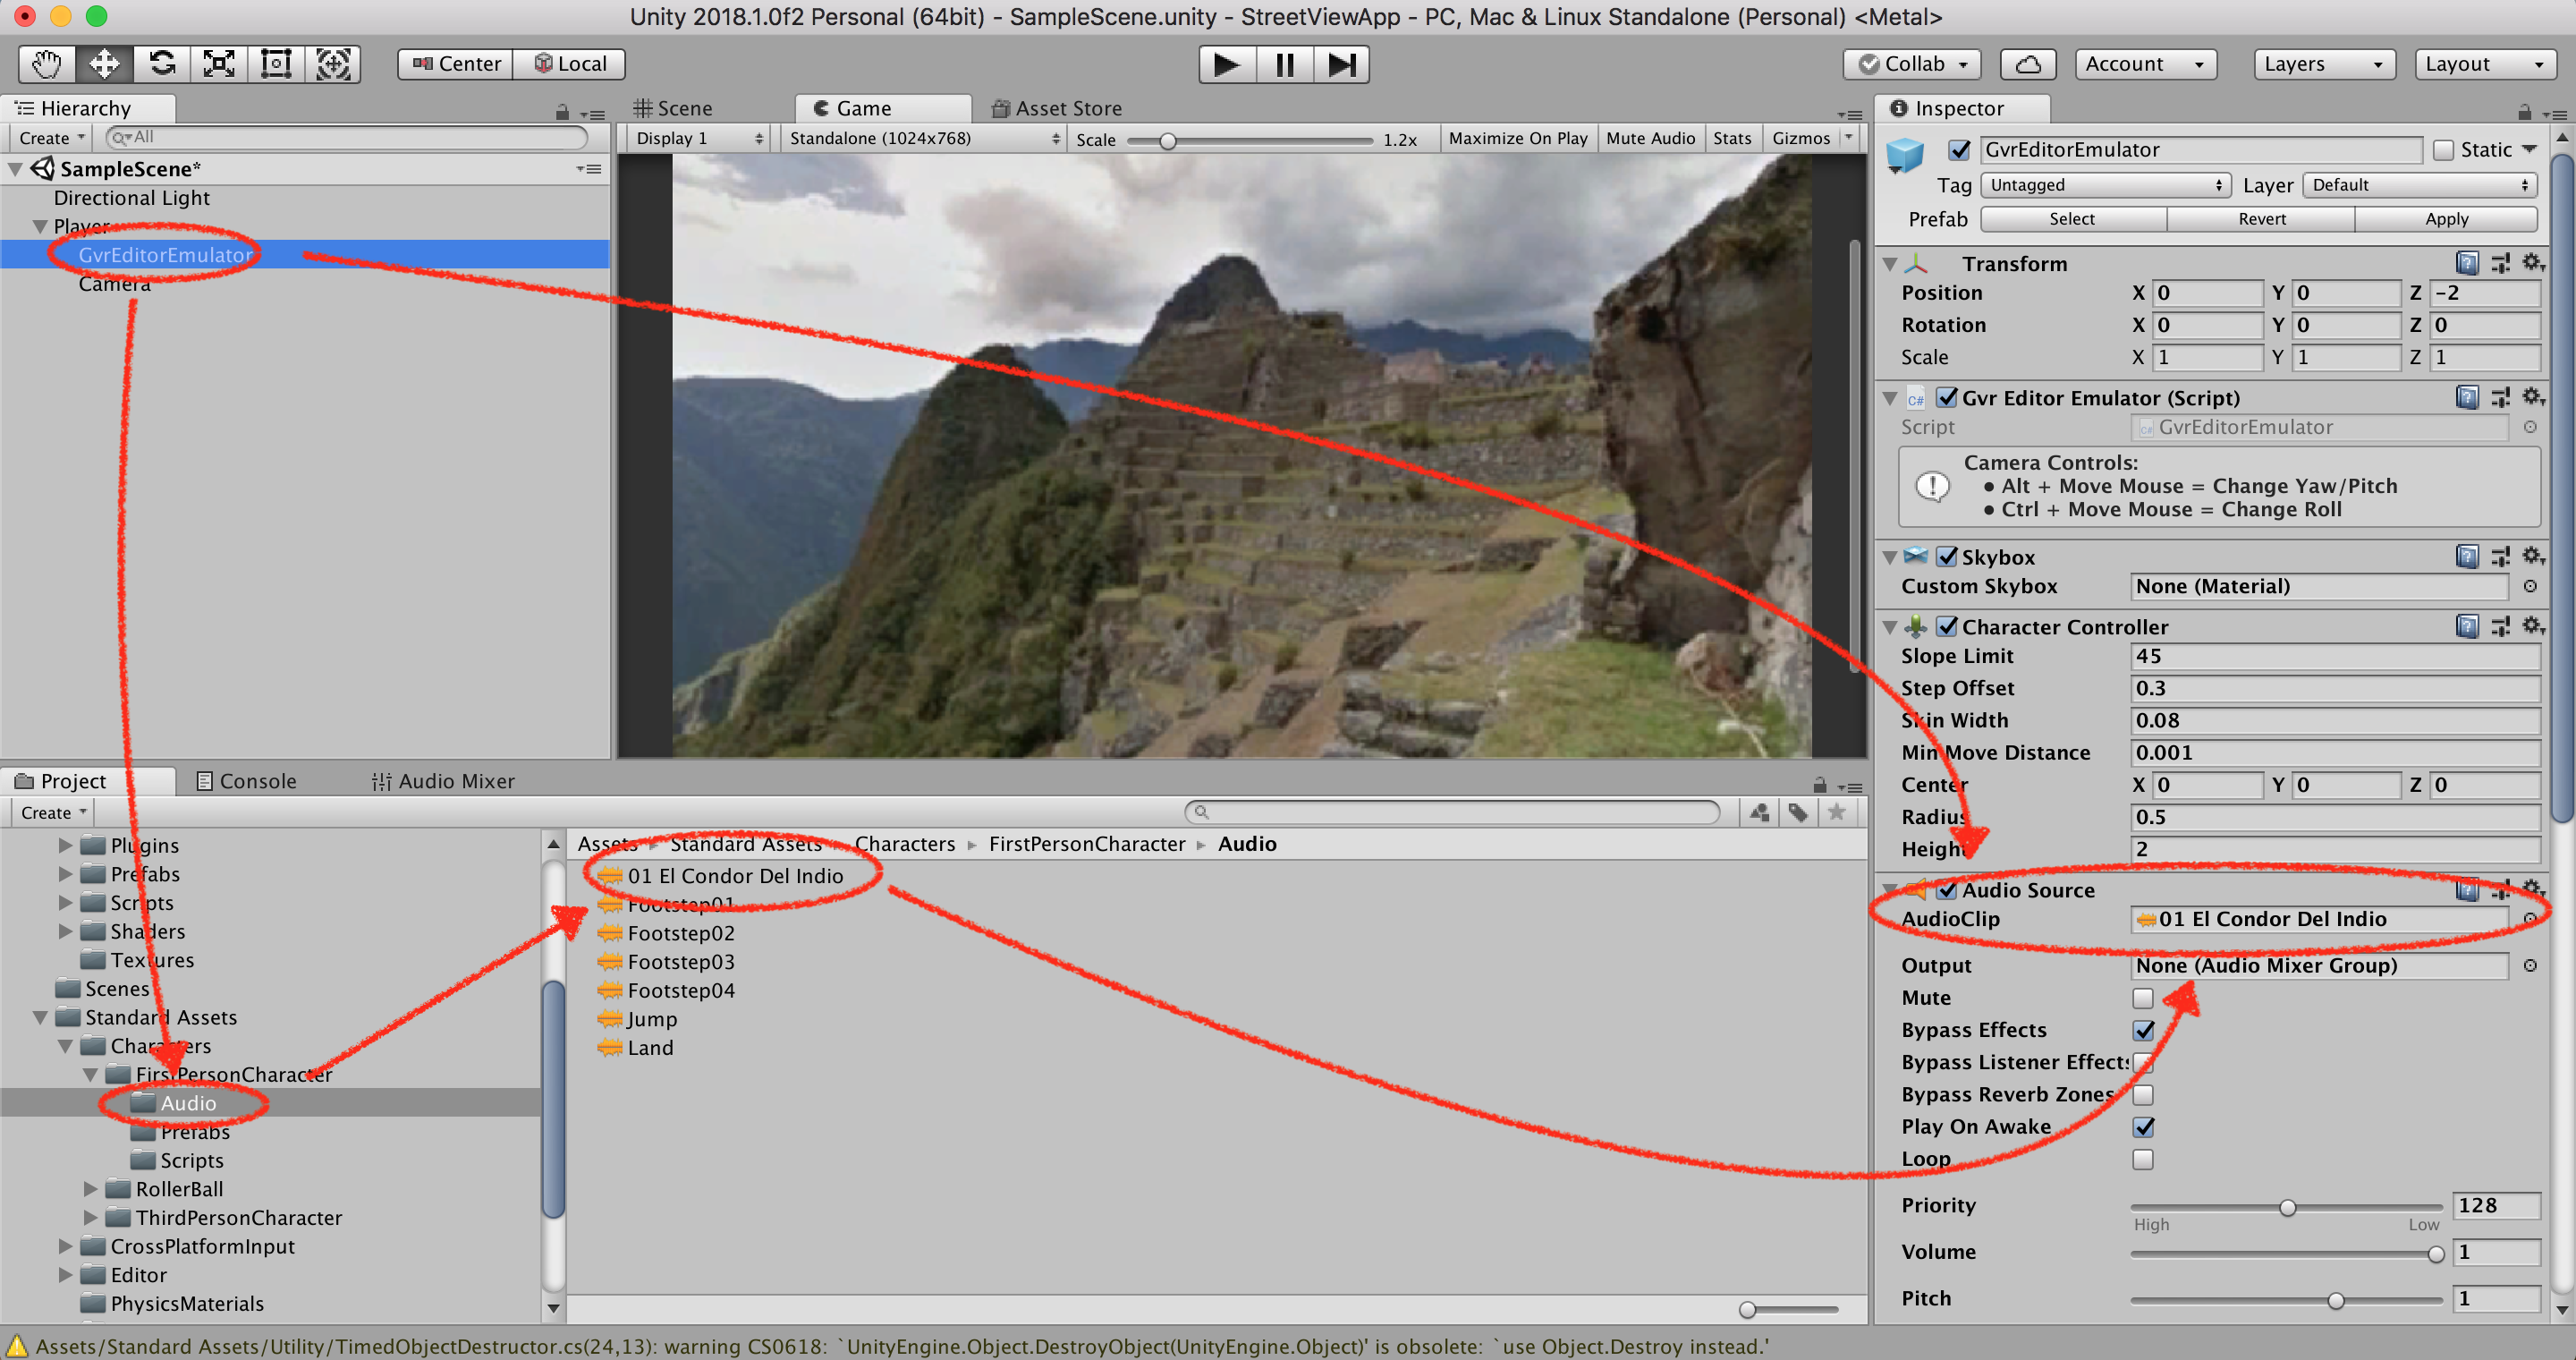 Unity 2018.1.0f2 Personal (64bit) - SampleScene.unity - StreetViewApp - PC, Mac & Linux Standalone (Personal) <Metal>
Center Local Collab Account Layers Layout
Hierarchy
Create All
SampleScene*
Directional Light
Player
GvrEditorEmulator
Camera
Scene Game Asset Store
Display 1 Standalone (1024x768) Scale 1.2x Maximize On Play Mute Audio Stats Gizmos
Project Console Audio Mixer
Create
Plugins
Prefabs
Scripts
Shaders
Textures
Scenes
Standard Assets
Characters
FirstPersonCharacter
Audio
Prefabs
Scripts
RollerBall
ThirdPersonCharacter
CrossPlatformInput
Editor
PhysicsMaterials
Assets Standard Assets Characters FirstPersonCharacter Audio
01 El Condor Del Indio
Footstep01
Footstep02
Footstep03
Footstep04
Jump
Land
Inspector
GvrEditorEmulator Static
Tag Untagged Layer Default
Prefab Select Revert Apply
Transform
Position X 0 Y 0 Z -2
Rotation X 0 Y 0 Z 0
Scale X 1 Y 1 Z 1
C# Gvr Editor Emulator (Script)
Script GvrEditorEmulator
Camera Controls:
• Alt + Move Mouse = Change Yaw/Pitch
• Ctrl + Move Mouse = Change Roll
Skybox
Custom Skybox None (Material)
Character Controller
Slope Limit 45
Step Offset 0.3
Skin Width 0.08
Min Move Distance 0.001
Center X 0 Y 0 Z 0
Radius 0.5
Height 2
Audio Source
AudioClip 01 El Condor Del Indio
Output None (Audio Mixer Group)
Mute
Bypass Effects
Bypass Listener Effects
Bypass Reverb Zones
Play On Awake
Loop
Priority 128
High Low
Volume 1
Pitch 1
Assets/Standard Assets/Utility/TimedObjectDestructor.cs(24,13): warning CS0618: `UnityEngine.Object.DestroyObject(UnityEngine.Object)' is obsolete: `use Object.Destroy instead.'